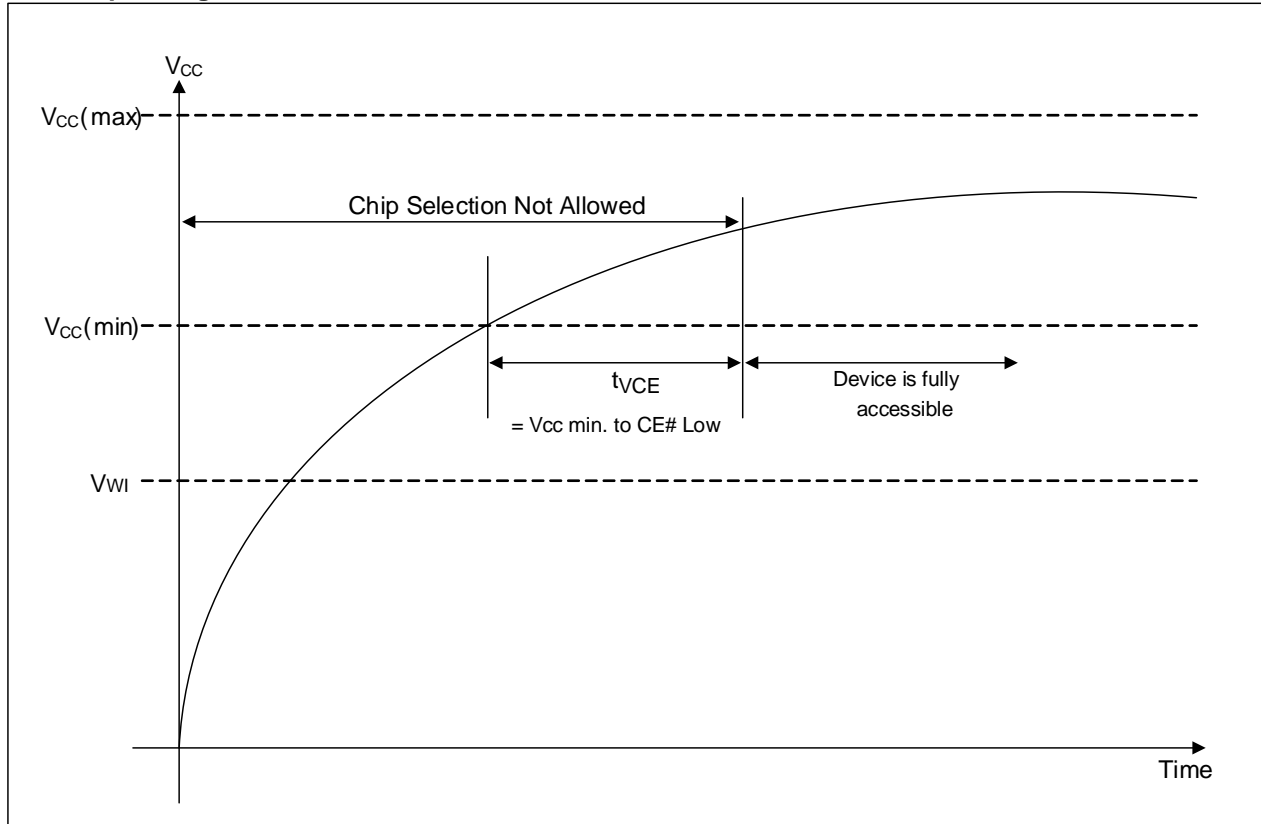 VCC
VCC(max)
Chip Selection Not Allowed
VCC(min)
tVCE
= Vcc min. to CE# Low
Device is fully
accessible
VWI
Time